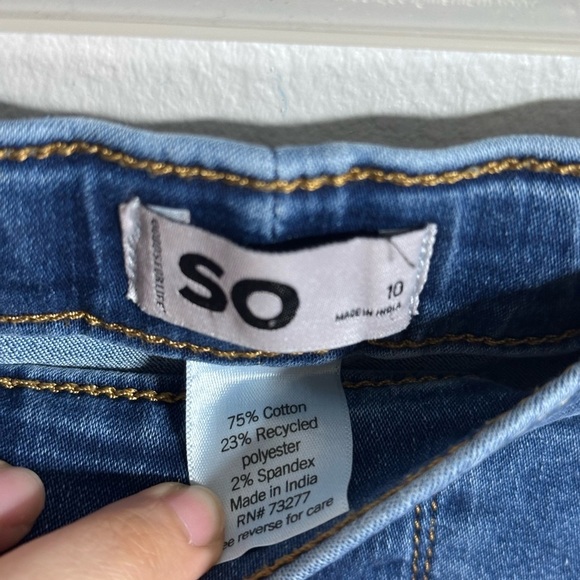 SO
10
MADE IN INDIA
75% Cotton
23% Recycled
polyester
2% Spandex
Made in India
RN# 73277
reverse for care